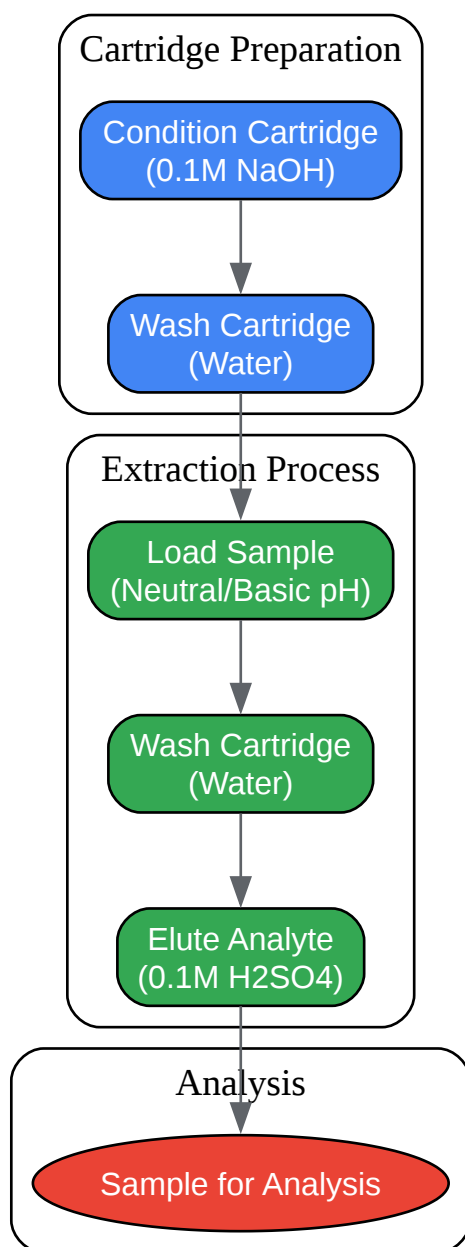 Cartridge Preparation
Condition Cartridge
(0.1M NaOH)
Wash Cartridge
(Water)
Extraction Process
Load Sample
(Neutral/Basic pH)
Wash Cartridge
(Water)
Elute Analyte
(0.1M H2SO4)
Analysis
Sample for Analysis